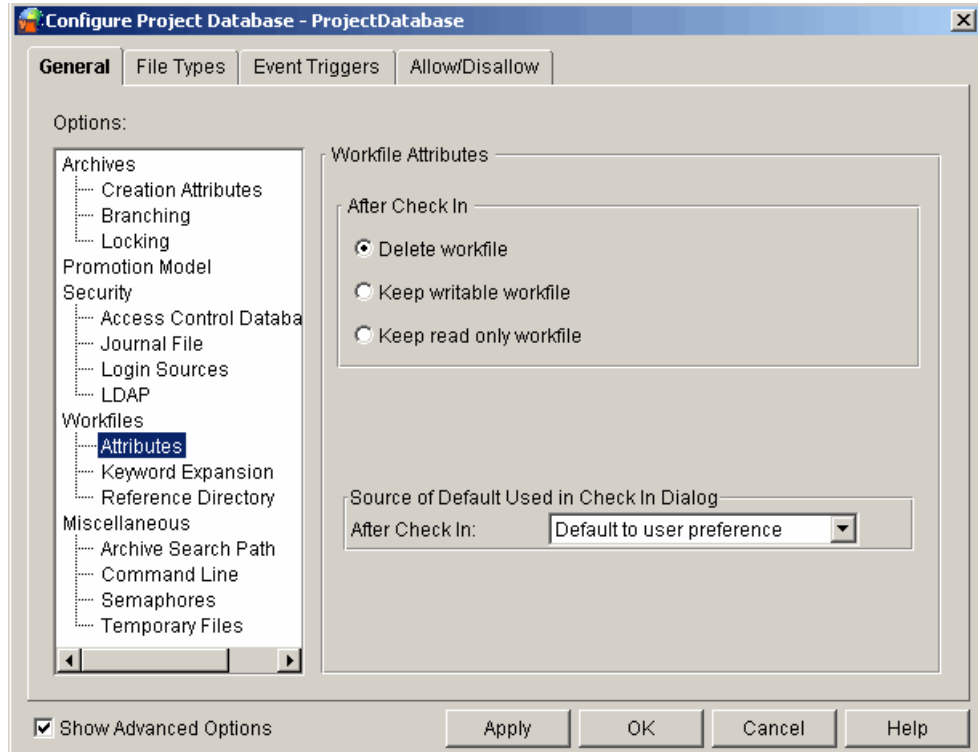 Configure Project Database - ProjectDatabase
General File Types Event Triggers Allow/Disallow
Options:
Archives
Creation Attributes
Branching
Locking
Promotion Model
Security
Access Control Databa
Journal File
Login Sources
LDAP
Workfiles
Attributes
Keyword Expansion
Reference Directory
Miscellaneous
Archive Search Path
Command Line
Semaphores
Temporary Files
Workfile Attributes
After Check In
Delete workfile
Keep writable workfile
Keep read only workfile
Source of Default Used in Check In Dialog
After Check In: Default to user preference
Show Advanced Options Apply OK Cancel Help